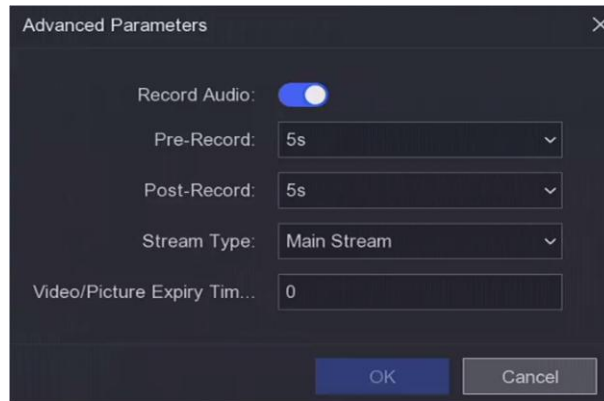 Advanced Parameters
Record Audio:
Pre-Record: 5s
Post-Record: 5s
Stream Type: Main Stream
Video/Picture Expiry Tim... 0
OK Cancel